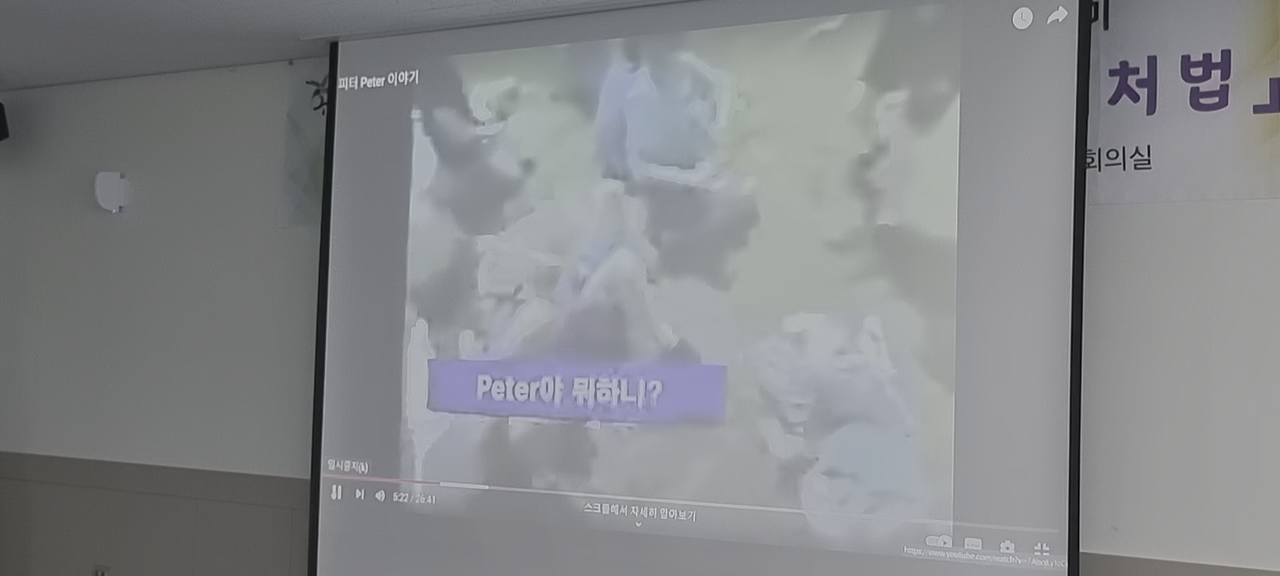 피터 Peter 이야기
처법
회의실
Peter야 뭐하니?
일시중지(k)
5:22 / 26:41
스크롤해서 자세히 알아보기